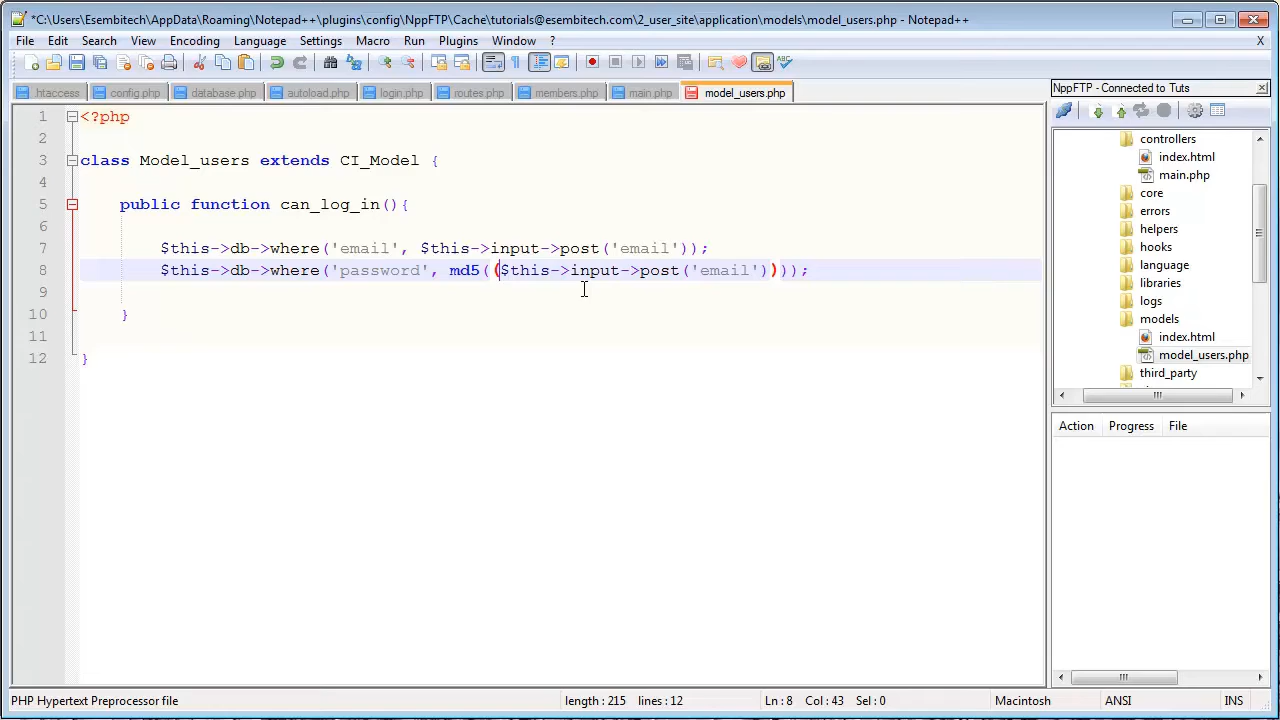 *C:\Users\Esembitech\AppData\Roaming\Notepad++\plugins\config\NppFTP\Cache\tutorials@esembitech.com\2_user_site\application\models\model_users.php - Notepad++
File Edit Search View Encoding Language Settings Macro Run Plugins Window ? X
.htaccess config.php database.php autoload.php login.php routes.php members.php main.php model_users.php
NppFTP - Connected to Tuts
1 <?php
2
3 class Model_users extends CI_Model {
4
5 public function can_log_in(){
6
7 $this->db->where('email', $this->input->post('email'));
8 $this->db->where('password', md5(($this->input->post('email'))));
9
10 }
11
12 }
controllers
index.html
main.php
core
errors
helpers
hooks
language
libraries
logs
models
index.html
model_users.php
third_party
Action Progress File
PHP Hypertext Preprocessor file length : 215 lines : 12 Ln : 8 Col : 43 Sel : 0 Macintosh ANSI INS